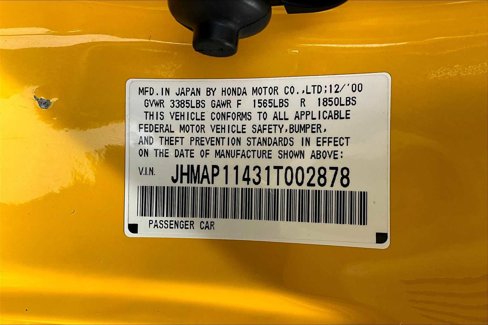 MFD.IN JAPAN BY HONDA MOTOR CO.,LTD;12/'00
GVWR 3385LBS GAWR F 1565LBS R 1850LBS
THIS VEHICLE CONFORMS TO ALL APPLICABLE
FEDERAL MOTOR VEHICLE SAFETY,BUMPER,
AND THEFT PREVENTION STANDARDS IN EFFECT
ON THE DATE OF MANUFACTURE SHOWN ABOVE:
V.I.N. JHMAP11431T002878
PASSENGER CAR